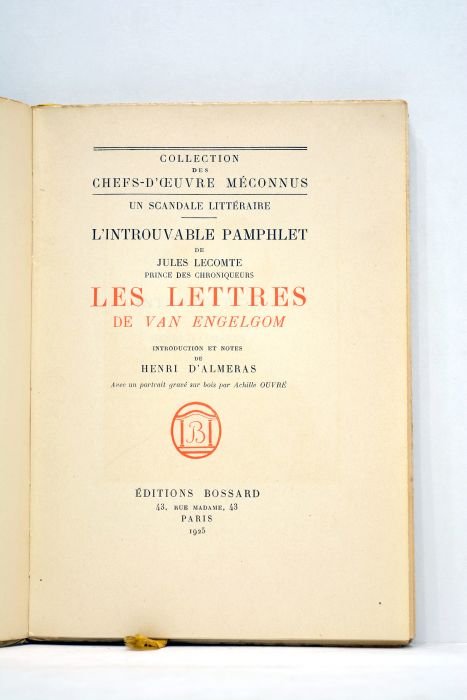 COLLECTION
DES
CHEFS-D'ŒUVRE MÉCONNUS
UN SCANDALE LITTÉRAIRE
L'INTROUVABLE PAMPHLET
DE
JULES LECOMTE
PRINCE DES CHRONIQUEURS
LES LETTRES
DE VAN ENGELGOM
INTRODUCTION ET NOTES
DE
HENRI D'ALMERAS
Avec un portrait gravé sur bois par Achille OUVRÉ
B
ÉDITIONS BOSSARD
43, RUE MADAME, 43
PARIS
1925